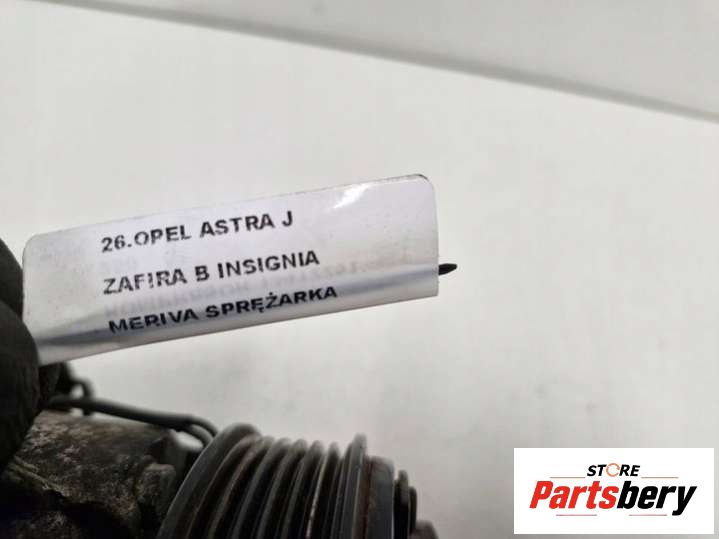 26.OPEL ASTRA J
ZAFIRA B INSIGNIA
MERIVA SPRĘŻARKA
STORE
Partsbery